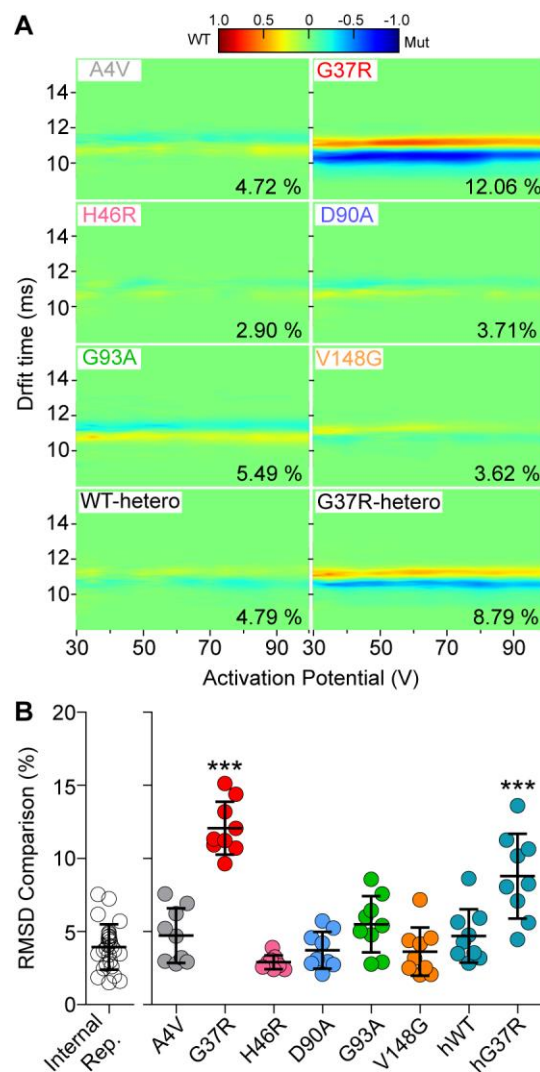 A
1.0 0.5 0 -0.5 -1.0
WT Mut
A4V G37R
14
12
10
4.72 % 12.06 %
H46R D90A
14
12
10
2.90 % 3.71%
G93A V148G
14
12
10
5.49 % 3.62 %
WT-hetero G37R-hetero
14
12
10
4.79 % 8.79 %
30 50 70 90 30 50 70 90
Drfit time (ms)
Activation Potential (V)
B
20
15
10
5
0
RMSD Comparison (%)
*** ***
Internal Rep. A4V G37R H46R D90A G93A V148G hWT hG37R